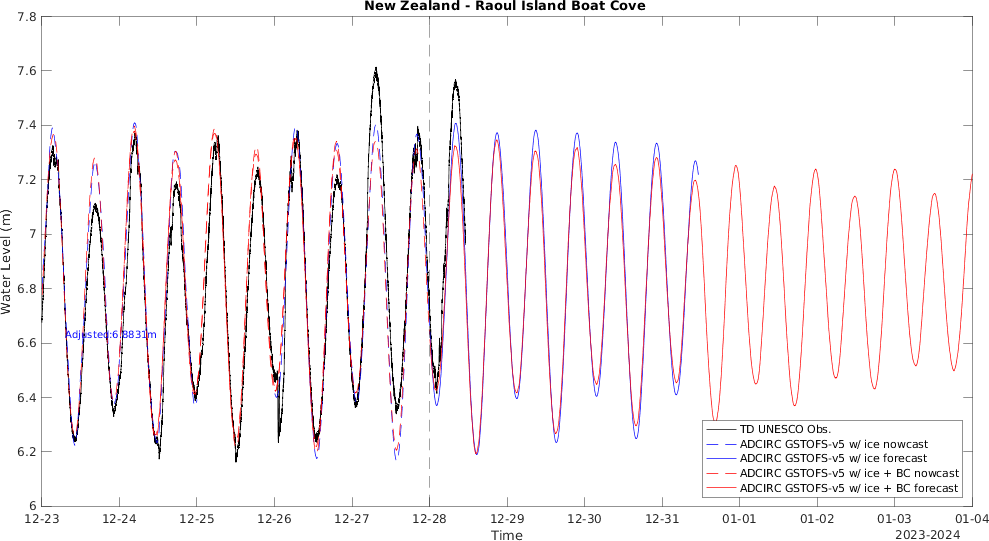 New Zealand - Raoul Island Boat Cove
7.8
7.6
7.4
7.2
7
6.8
6.6
6.4
6.2
6
Water Level (m)
Adjusted:6.8831m
TD UNESCO Obs.
ADCIRC GSTOFS-v5 w/ ice nowcast
ADCIRC GSTOFS-v5 w/ ice forecast
ADCIRC GSTOFS-v5 w/ ice + BC nowcast
ADCIRC GSTOFS-v5 w/ ice + BC forecast
12-23 12-24 12-25 12-26 12-27 12-28 12-29 12-30 12-31 01-01 01-02 01-03 01-04
Time
2023-2024